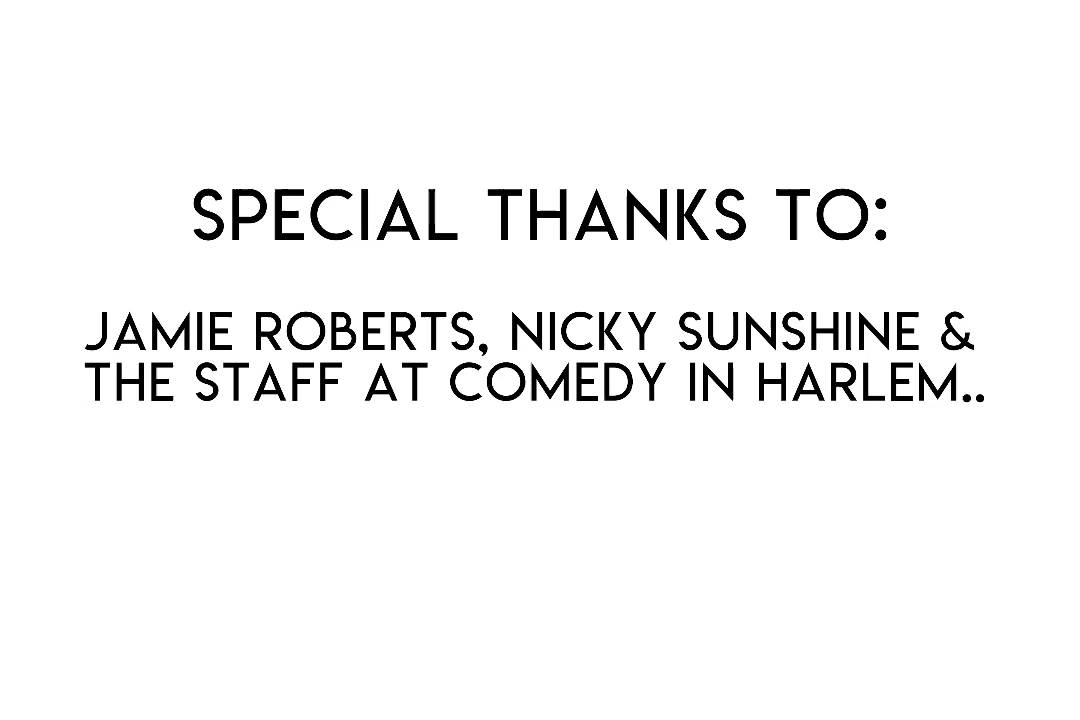 SPECIAL THANKS TO:
JAMIE ROBERTS, NICKY SUNSHINE &
THE STAFF AT COMEDY IN HARLEM..